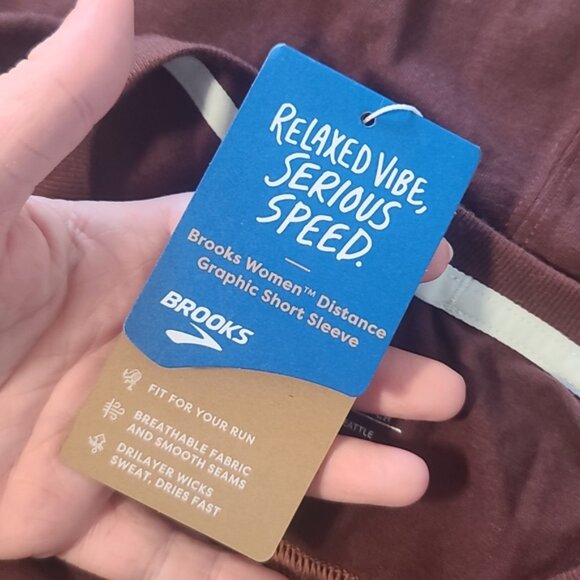 RELAXED VIBE,
SERIOUS
SPEED.
Brooks Women™ Distance
Graphic Short Sleeve
BROOKS
FIT FOR YOUR RUN
BREATHABLE FABRIC
AND SMOOTH SEAMS
DRILAYER WICKS
SWEAT, DRIES FAST